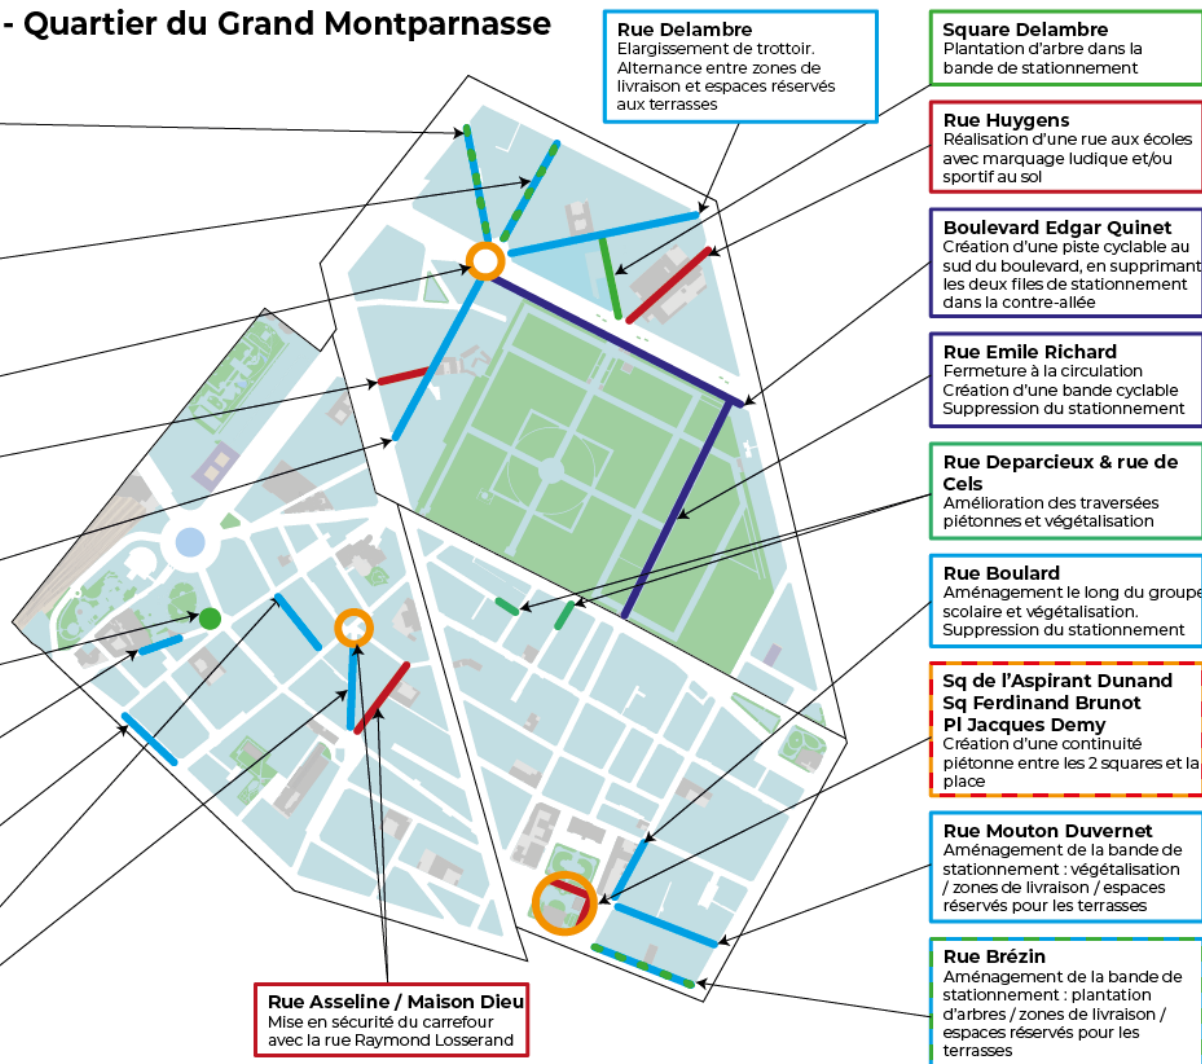 - Quartier du Grand Montparnasse
Rue Delambre
Elargissement de trottoir.
Alternance entre zones de
livraison et espaces réservés
aux terrasses
Square Delambre
Plantation d'arbre dans la
bande de stationnement
Rue Huygens
Réalisation d'une rue aux écoles
avec marquage ludique et/ou
sportif au sol
Boulevard Edgar Quinet
Création d'une piste cyclable au
sud du boulevard, en supprimant
les deux files de stationnement
dans la contre-allée
Rue Emile Richard
Fermeture à la circulation
Création d'une bande cyclable
Suppression du stationnement
Rue Deparcieux & rue de
Cels
Amélioration des traversées
piétonnes et végétalisation
Rue Boulard
Aménagement le long du groupe
scolaire et végétalisation.
Suppression du stationnement
Sq de l'Aspirant Dunand
Sq Ferdinand Brunot
Pl Jacques Demy
Création d'une continuité
piétonne entre les 2 squares et la
place
Rue Mouton Duvernet
Aménagement de la bande de
stationnement : végétalisation
/ zones de livraison / espaces
réservés pour les terrasses
Rue Brézin
Aménagement de la bande de
stationnement : plantation
d'arbres / zones de livraison /
espaces réservés pour les
terrasses
Rue Asseline / Maison Dieu
Mise en sécurité du carrefour
avec la rue Raymond Losserand